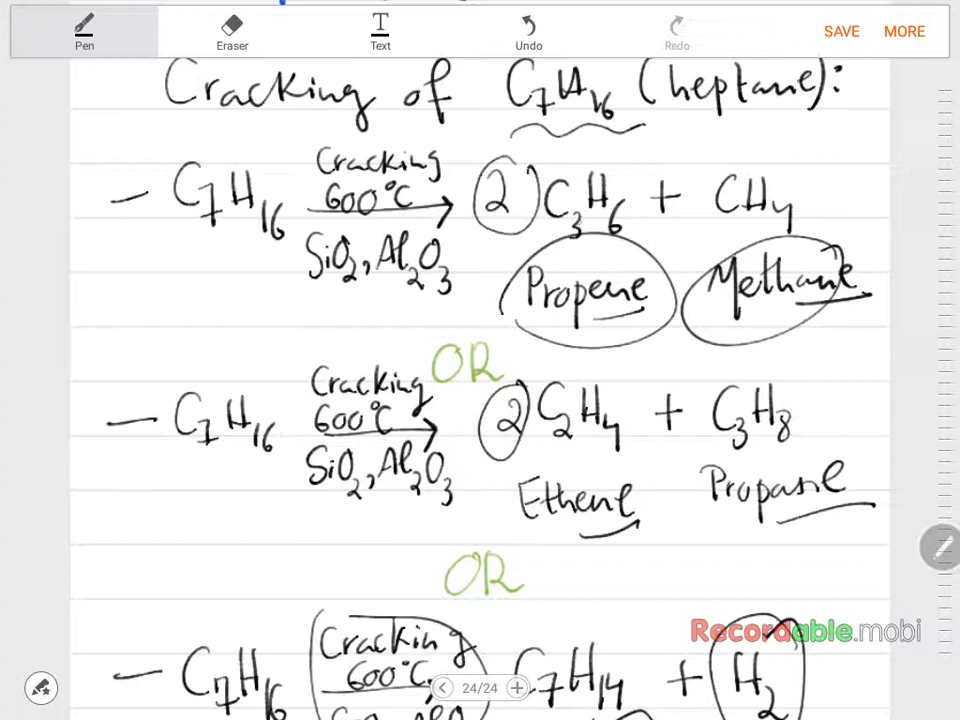 Pen Eraser Text Undo Redo SAVE MORE
Cracking of C7H16 (heptane):
Cracking
— C7H16 600°C → 2 C3H6 + CH4
SiO2, Al2O3
Propene Methane
OR
Cracking
— C7H16 600°C → 2 C2H4 + C3H8
SiO2, Al2O3
Ethene Propane
OR
Recordable.mobi
Cracking
— C7H16 600°C, C7H14 + H2
24/24